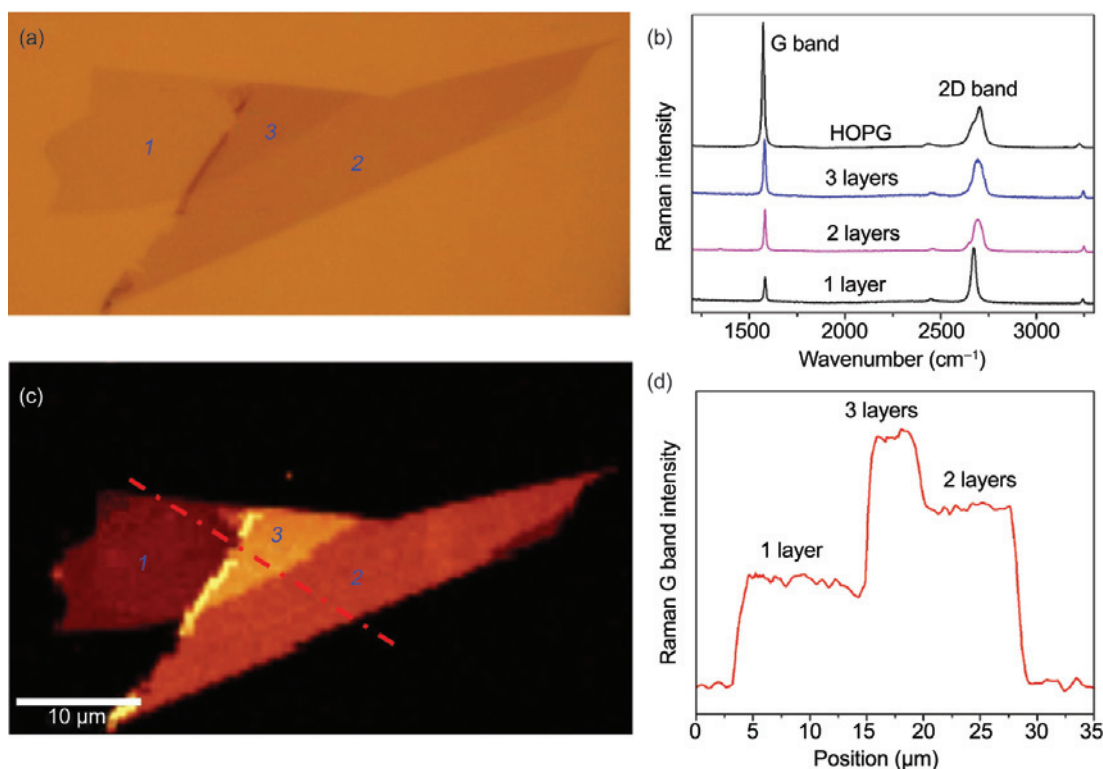 (a)
1
3
2
(b)
G band
2D band
HOPG
3 layers
2 layers
1 layer
Raman intensity
1500
2000
2500
3000
Wavenumber (cm⁻¹)
(c)
1
3
2
10 µm
(d)
3 layers
2 layers
1 layer
Raman G band intensity
0
5
10
15
20
25
30
35
Position (µm)